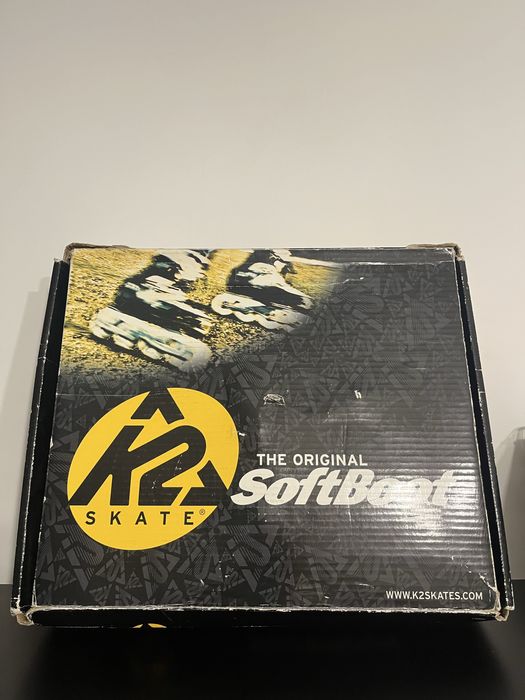 K2
SKATE®
THE ORIGINAL
SoftBoot
WWW.K2SKATES.COM